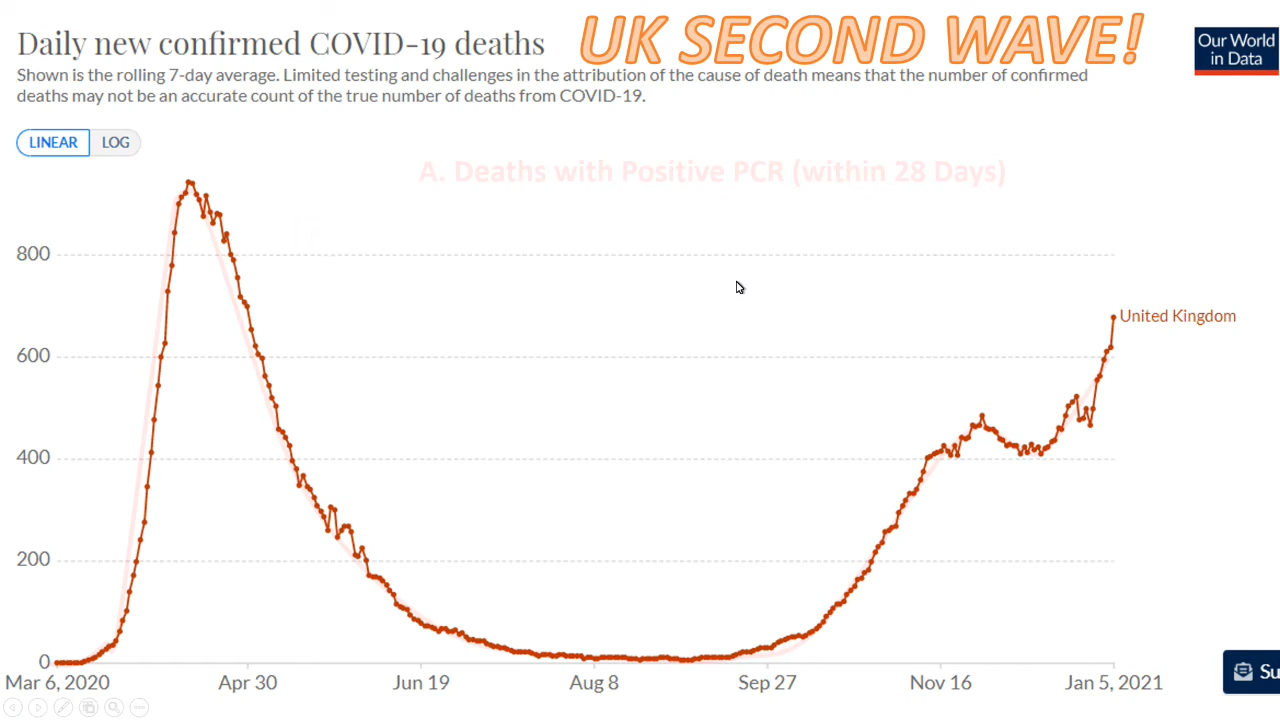 UK SECOND WAVE!
Daily new confirmed COVID-19 deaths
Our World
in Data
Shown is the rolling 7-day average. Limited testing and challenges in the attribution of the cause of death means that the number of confirmed
deaths may not be an accurate count of the true number of deaths from COVID-19.
LINEAR LOG
A. Deaths with Positive PCR (within 28 Days)
800
United Kingdom
600
400
200
0
Mar 6, 2020 Apr 30 Jun 19 Aug 8 Sep 27 Nov 16 Jan 5, 2021
Su